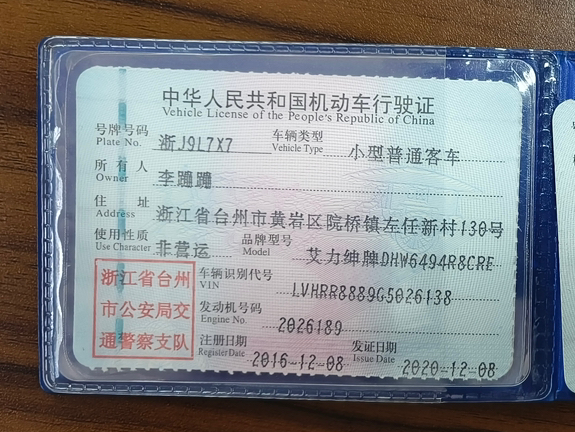 中华人民共和国机动车行驶证
Vehicle License of the People's Republic of China
号牌号码 Plate No. 浙J9L7X7 车辆类型 Vehicle Type 小型普通客车
所有人 Owner 李蹦蹦
住址 Address 浙江省台州市黄岩区院桥镇左任新村130号
使用性质 Use Character 非营运 品牌型号 Model 艾力绅牌DHW6494R8CRE
浙江省台州市公安局交通警察支队
车辆识别代号 VIN LVHRR8889G5026138
发动机号码 Engine No. 2026189
注册日期 Register Date 2016-12-08 发证日期 Issue Date 2020-12-08